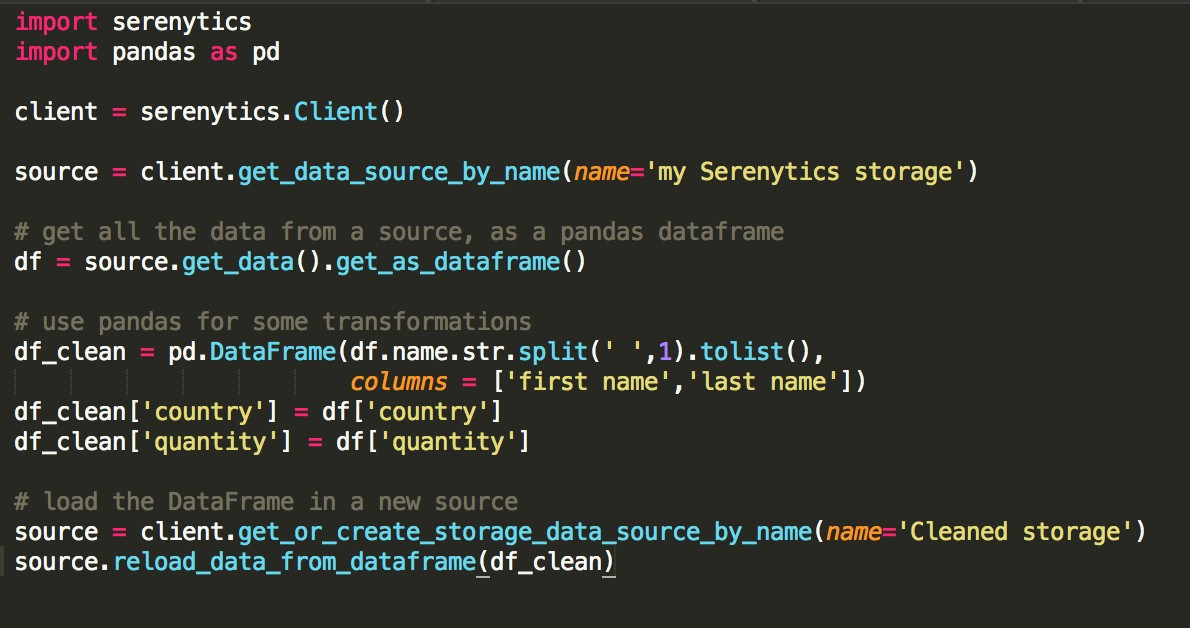 import serenytics
import pandas as pd
client = serenytics.Client()
source = client.get_data_source_by_name(name='my Serenytics storage')
# get all the data from a source, as a pandas dataframe
df = source.get_data().get_as_dataframe()
# use pandas for some transformations
df_clean = pd.DataFrame(df.name.str.split(' ',1).tolist(),
columns = ['first name','last name'])
df_clean['country'] = df['country']
df_clean['quantity'] = df['quantity']
# load the DataFrame in a new source
source = client.get_or_create_storage_data_source_by_name(name='Cleaned storage')
source.reload_data_from_dataframe(df_clean)